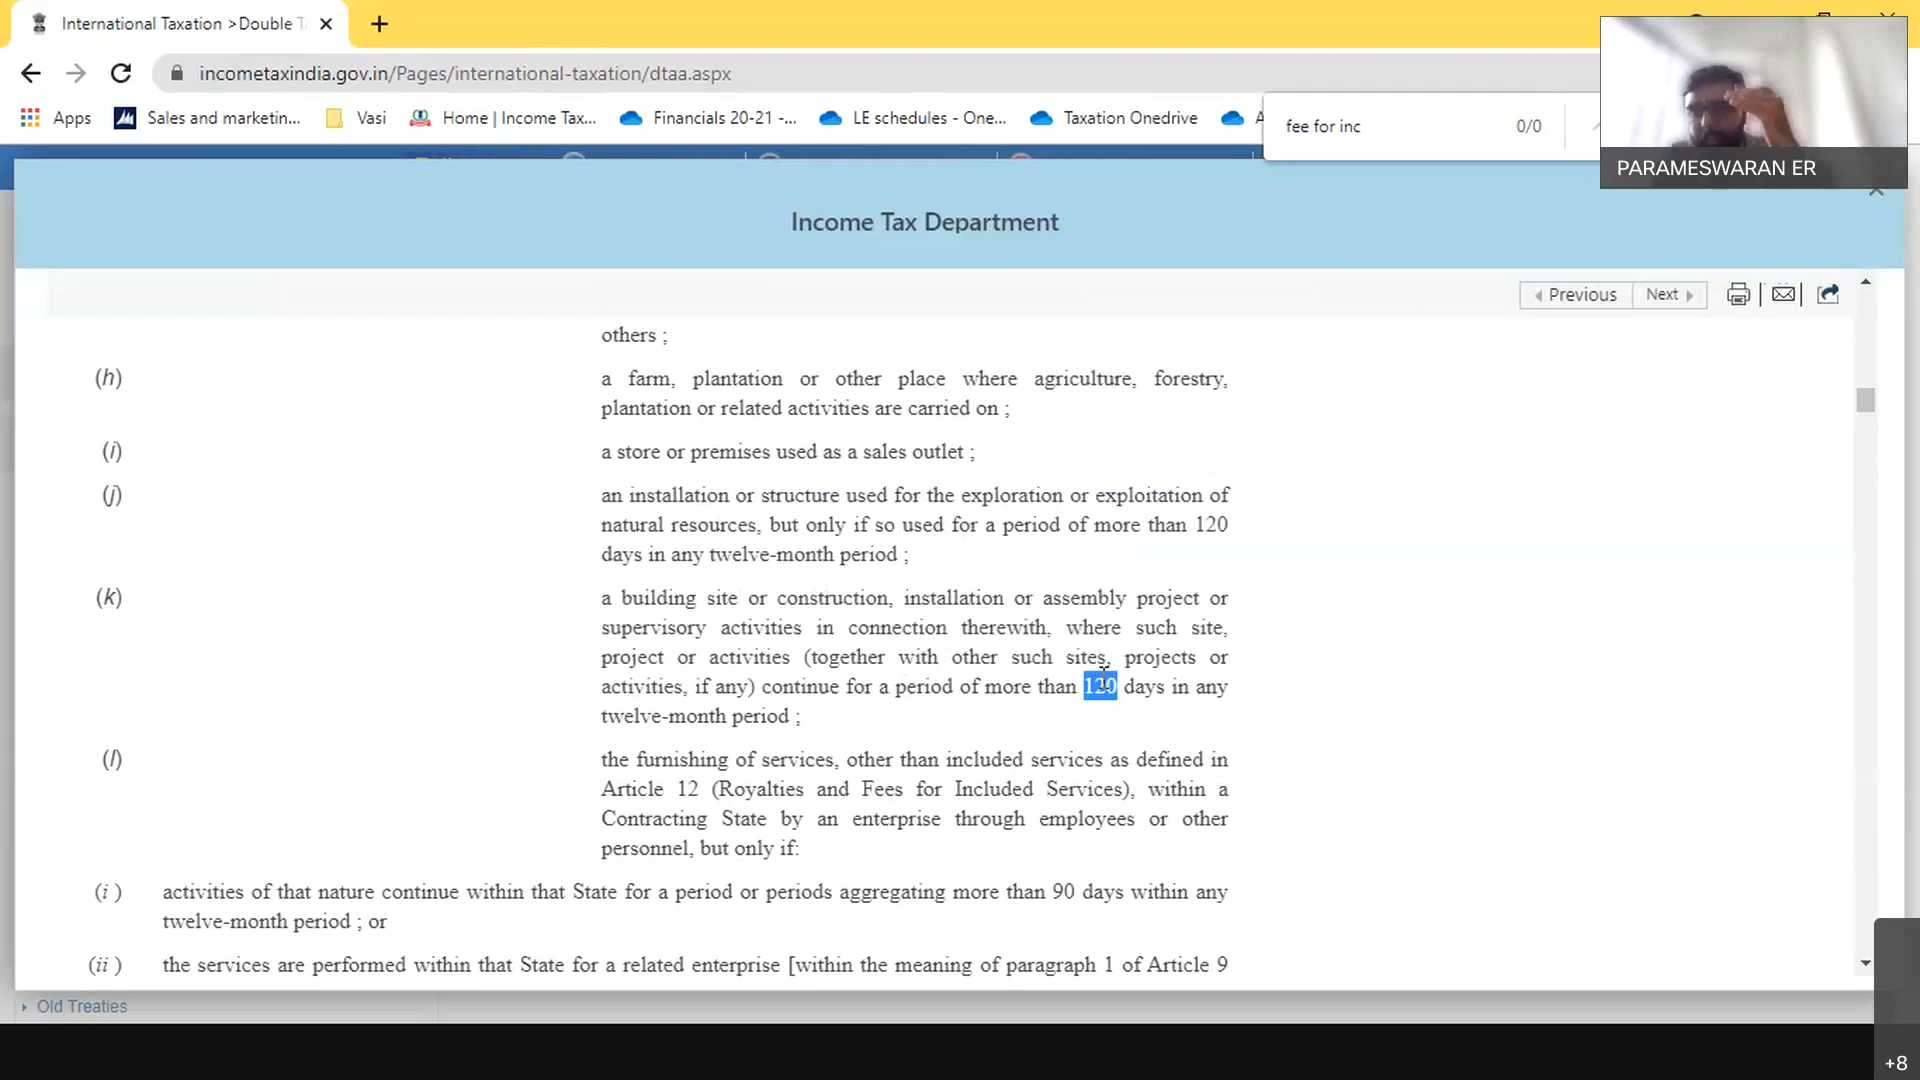 International Taxation >Double T
incometaxindia.gov.in/Pages/international-taxation/dtaa.aspx
Apps
Sales and marketin...
Vasi
Home | Income Tax...
Financials 20-21 -...
LE schedules - One...
Taxation Onedrive
A
fee for inc 0/0
PARAMESWARAN ER
Income Tax Department
Previous Next
others ;
(h) a farm, plantation or other place where agriculture, forestry,
plantation or related activities are carried on ;
(i) a store or premises used as a sales outlet ;
(j) an installation or structure used for the exploration or exploitation of
natural resources, but only if so used for a period of more than 120
days in any twelve-month period ;
(k) a building site or construction, installation or assembly project or
supervisory activities in connection therewith, where such site,
project or activities (together with other such sites, projects or
activities, if any) continue for a period of more than 120 days in any
twelve-month period ;
(l) the furnishing of services, other than included services as defined in
Article 12 (Royalties and Fees for Included Services), within a
Contracting State by an enterprise through employees or other
personnel, but only if:
(i ) activities of that nature continue within that State for a period or periods aggregating more than 90 days within any
twelve-month period ; or
(ii ) the services are performed within that State for a related enterprise [within the meaning of paragraph 1 of Article 9
Old Treaties
+8